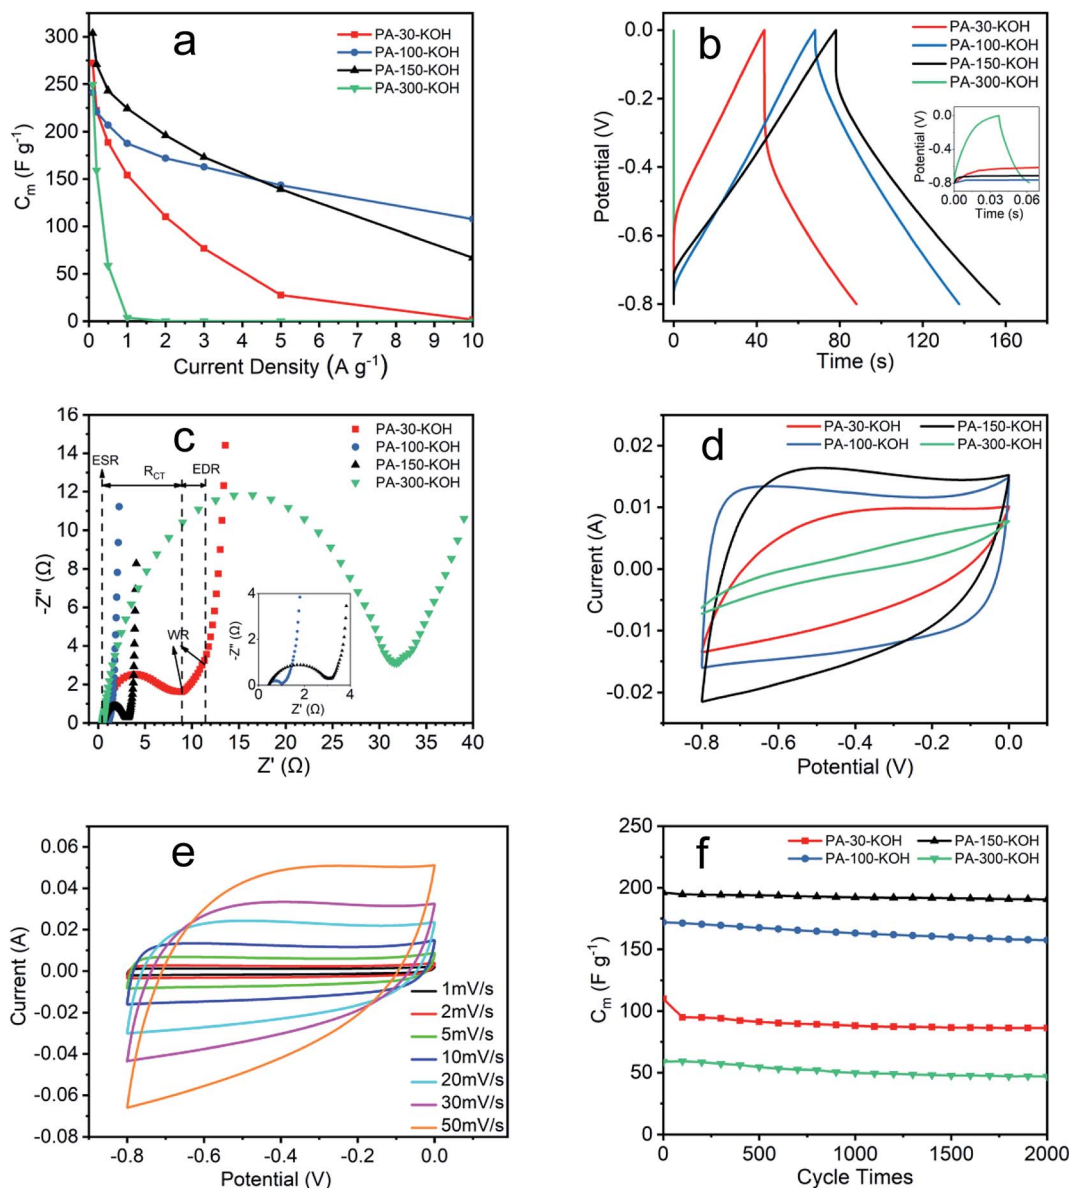 a
PA-30-KOH
PA-100-KOH
PA-150-KOH
PA-300-KOH
300
250
200
150
100
50
0
0 1 2 3 4 5 6 7 8 9 10
Cm (F g-1)
Current Density (A g-1)
b
PA-30-KOH
PA-100-KOH
PA-150-KOH
PA-300-KOH
0.0
-0.2
-0.4
-0.6
-0.8
0 40 80 120 160
Potential (V)
Time (s)
0.0
-0.4
-0.8
0.00 0.03 0.06
Potential (V)
Time (s)
c
PA-30-KOH
PA-100-KOH
PA-150-KOH
PA-300-KOH
ESR
RCT
EDR
WR
16
14
12
10
8
6
4
2
0
0 5 10 15 20 25 30 35 40
-Z" (Ω)
Z' (Ω)
4
2
0
0 2 4
-Z" (Ω)
Z' (Ω)
d
PA-30-KOH PA-150-KOH
PA-100-KOH PA-300-KOH
0.02
0.01
0.00
-0.01
-0.02
-0.8 -0.6 -0.4 -0.2 0.0
Current (A)
Potential (V)
e
0.06
0.04
0.02
0.00
-0.02
-0.04
-0.06
-0.08
-0.8 -0.6 -0.4 -0.2 0.0
Current (A)
Potential (V)
1mV/s
2mV/s
5mV/s
10mV/s
20mV/s
30mV/s
50mV/s
f
PA-30-KOH PA-150-KOH
PA-100-KOH PA-300-KOH
250
200
150
100
50
0
0 500 1000 1500 2000
Cm (F g-1)
Cycle Times